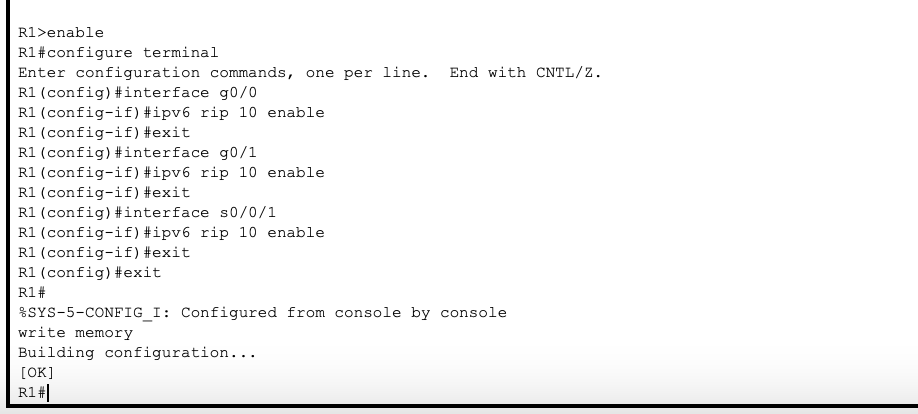 R1>enable
R1#configure terminal
Enter configuration commands, one per line.  End with CNTL/Z.
R1(config)#interface g0/0
R1(config-if)#ipv6 rip 10 enable
R1(config-if)#exit
R1(config)#interface g0/1
R1(config-if)#ipv6 rip 10 enable
R1(config-if)#exit
R1(config)#interface s0/0/1
R1(config-if)#ipv6 rip 10 enable
R1(config-if)#exit
R1(config)#exit
R1#
%SYS-5-CONFIG_I: Configured from console by console
write memory
Building configuration...
[OK]
R1#